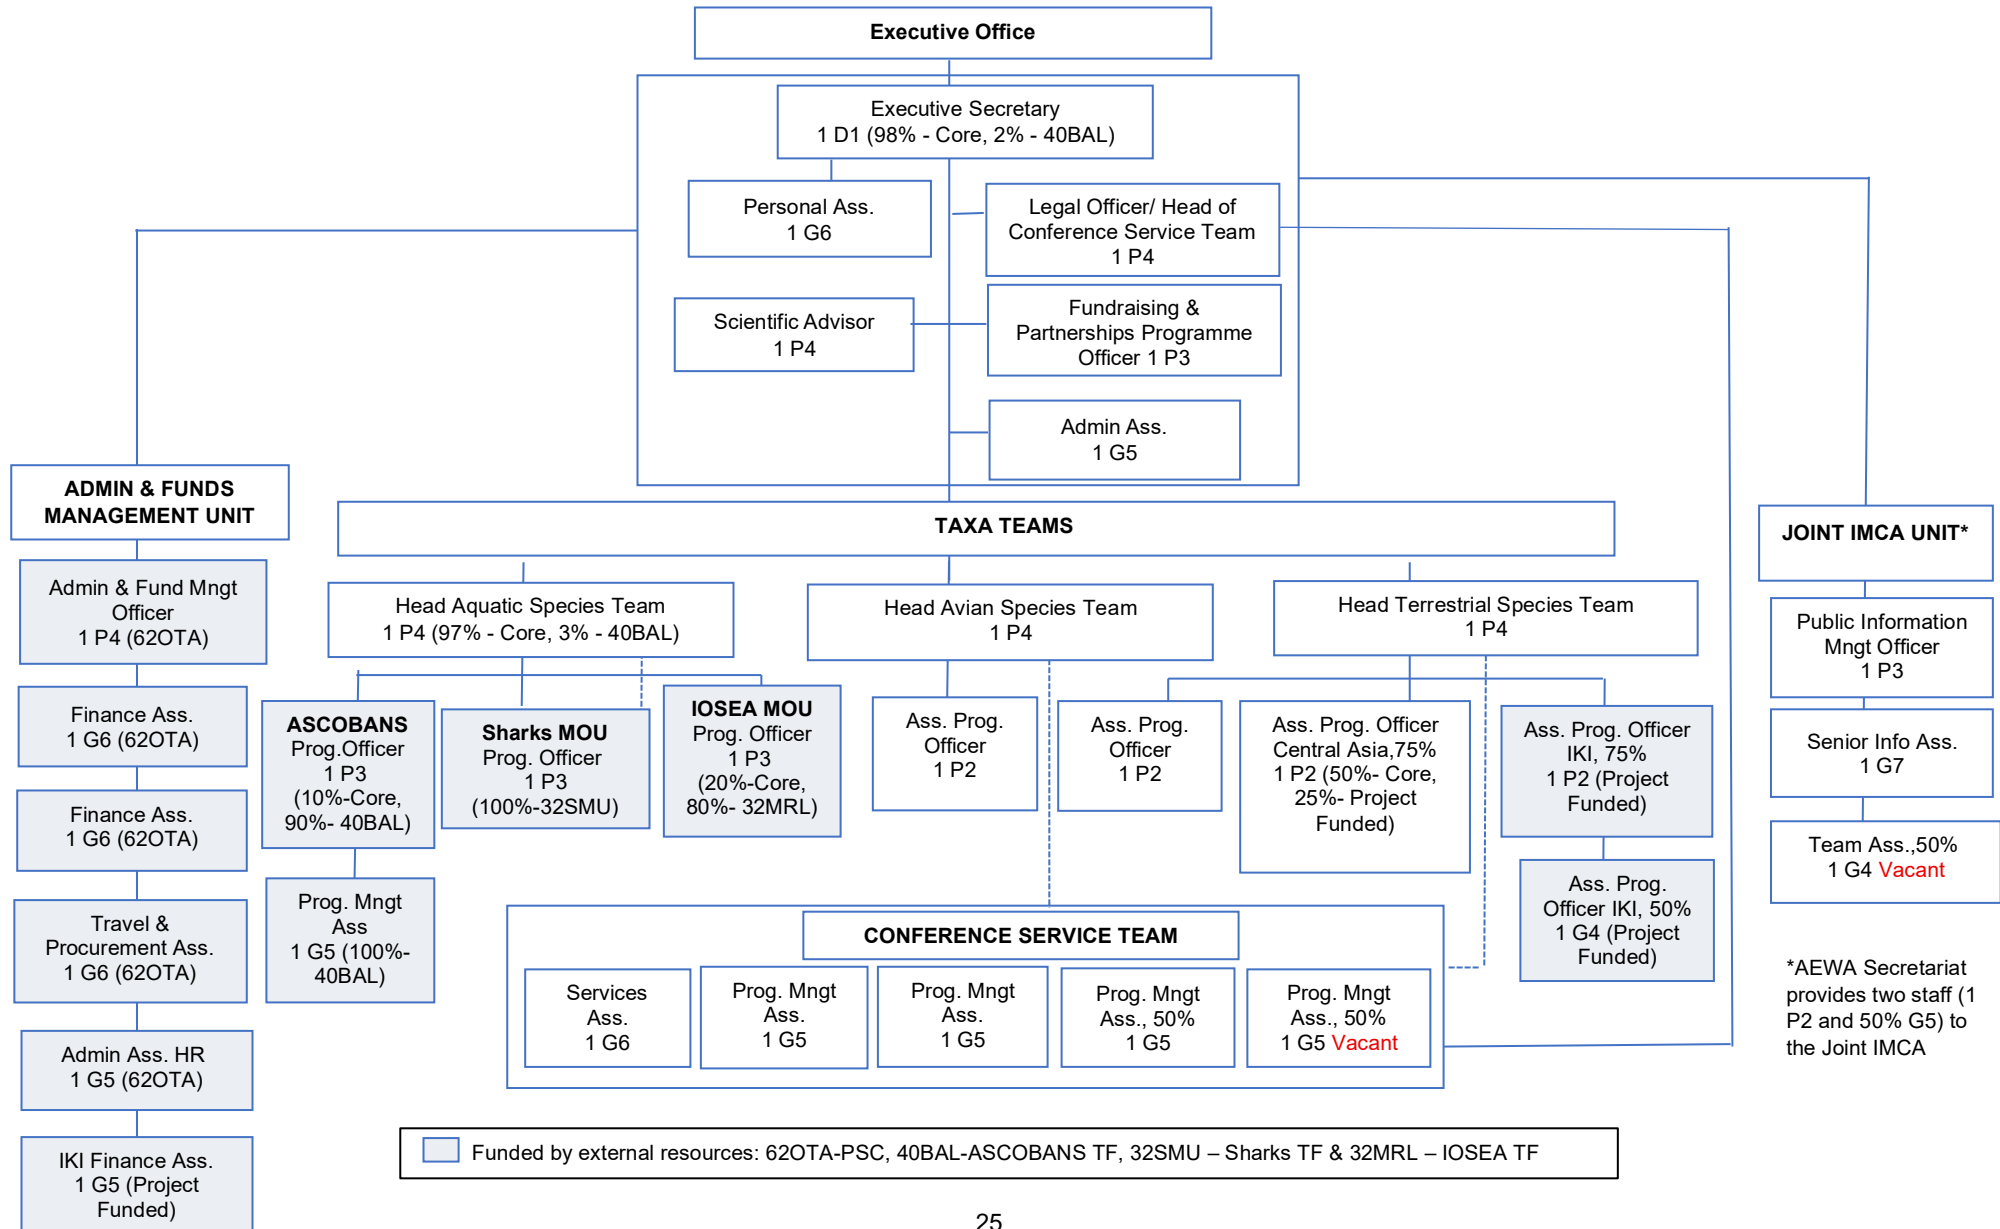 Executive Office
Executive Secretary
1 D1 (98% - Core, 2% - 40BAL)
Personal Ass.
1 G6
Legal Officer/ Head of
Conference Service Team
1 P4
Scientific Advisor
1 P4
Fundraising &
Partnerships Programme
Officer 1 P3
Admin Ass.
1 G5
ADMIN & FUNDS
MANAGEMENT UNIT
Admin & Fund Mngt
Officer
1 P4 (62OTA)
Finance Ass.
1 G6 (62OTA)
Finance Ass.
1 G6 (62OTA)
Travel &
Procurement Ass.
1 G6 (62OTA)
Admin Ass. HR
1 G5 (62OTA)
IKI Finance Ass.
1 G5 (Project
Funded)
TAXA TEAMS
Head Aquatic Species Team
1 P4 (97% - Core, 3% - 40BAL)
ASCOBANS
Prog.Officer
1 P3
(10%-Core,
90%- 40BAL)
Prog. Mngt
Ass
1 G5 (100%-
40BAL)
Sharks MOU
Prog. Officer
1 P3
(100%-32SMU)
IOSEA MOU
Prog. Officer
1 P3
(20%-Core,
80%- 32MRL)
Head Avian Species Team
1 P4
Ass. Prog.
Officer
1 P2
Head Terrestrial Species Team
1 P4
Ass. Prog.
Officer
1 P2
Ass. Prog. Officer
Central Asia,75%
1 P2 (50%- Core,
25%- Project
Funded)
Ass. Prog. Officer
IKI, 75%
1 P2 (Project
Funded)
Ass. Prog.
Officer IKI, 50%
1 G4 (Project
Funded)
CONFERENCE SERVICE TEAM
Services
Ass.
1 G6
Prog. Mngt
Ass.
1 G5
Prog. Mngt
Ass.
1 G5
Prog. Mngt
Ass., 50%
1 G5
Prog. Mngt
Ass., 50%
1 G5 Vacant
JOINT IMCA UNIT*
Public Information
Mngt Officer
1 P3
Senior Info Ass.
1 G7
Team Ass.,50%
1 G4 Vacant
*AEWA Secretariat
provides two staff (1
P2 and 50% G5) to
the Joint IMCA
Funded by external resources: 62OTA-PSC, 40BAL-ASCOBANS TF, 32SMU – Sharks TF & 32MRL – IOSEA TF
25